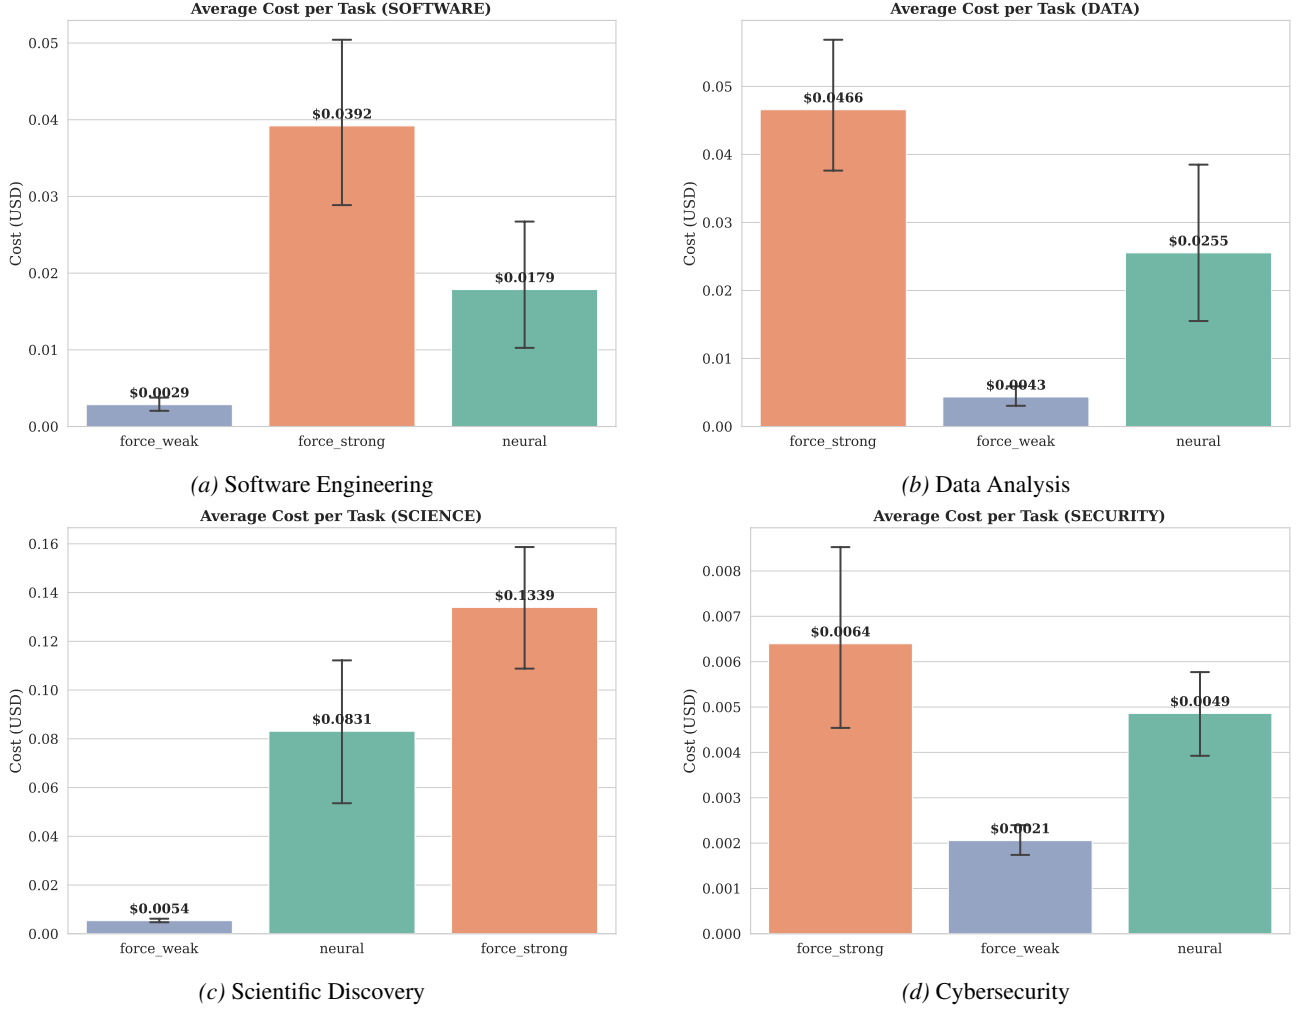 Average Cost per Task (SOFTWARE)
Cost (USD)
0.05
0.04
0.03
0.02
0.01
0.00
$0.0029
$0.0392
$0.0179
force_weak
force_strong
neural
(a) Software Engineering
Average Cost per Task (DATA)
Cost (USD)
0.05
0.04
0.03
0.02
0.01
0.00
$0.0466
$0.0043
$0.0255
force_strong
force_weak
neural
(b) Data Analysis
Average Cost per Task (SCIENCE)
Cost (USD)
0.16
0.14
0.12
0.10
0.08
0.06
0.04
0.02
0.00
$0.0054
$0.0831
$0.1339
force_weak
neural
force_strong
(c) Scientific Discovery
Average Cost per Task (SECURITY)
Cost (USD)
0.008
0.007
0.006
0.005
0.004
0.003
0.002
0.001
0.000
$0.0064
$0.0021
$0.0049
force_strong
force_weak
neural
(d) Cybersecurity